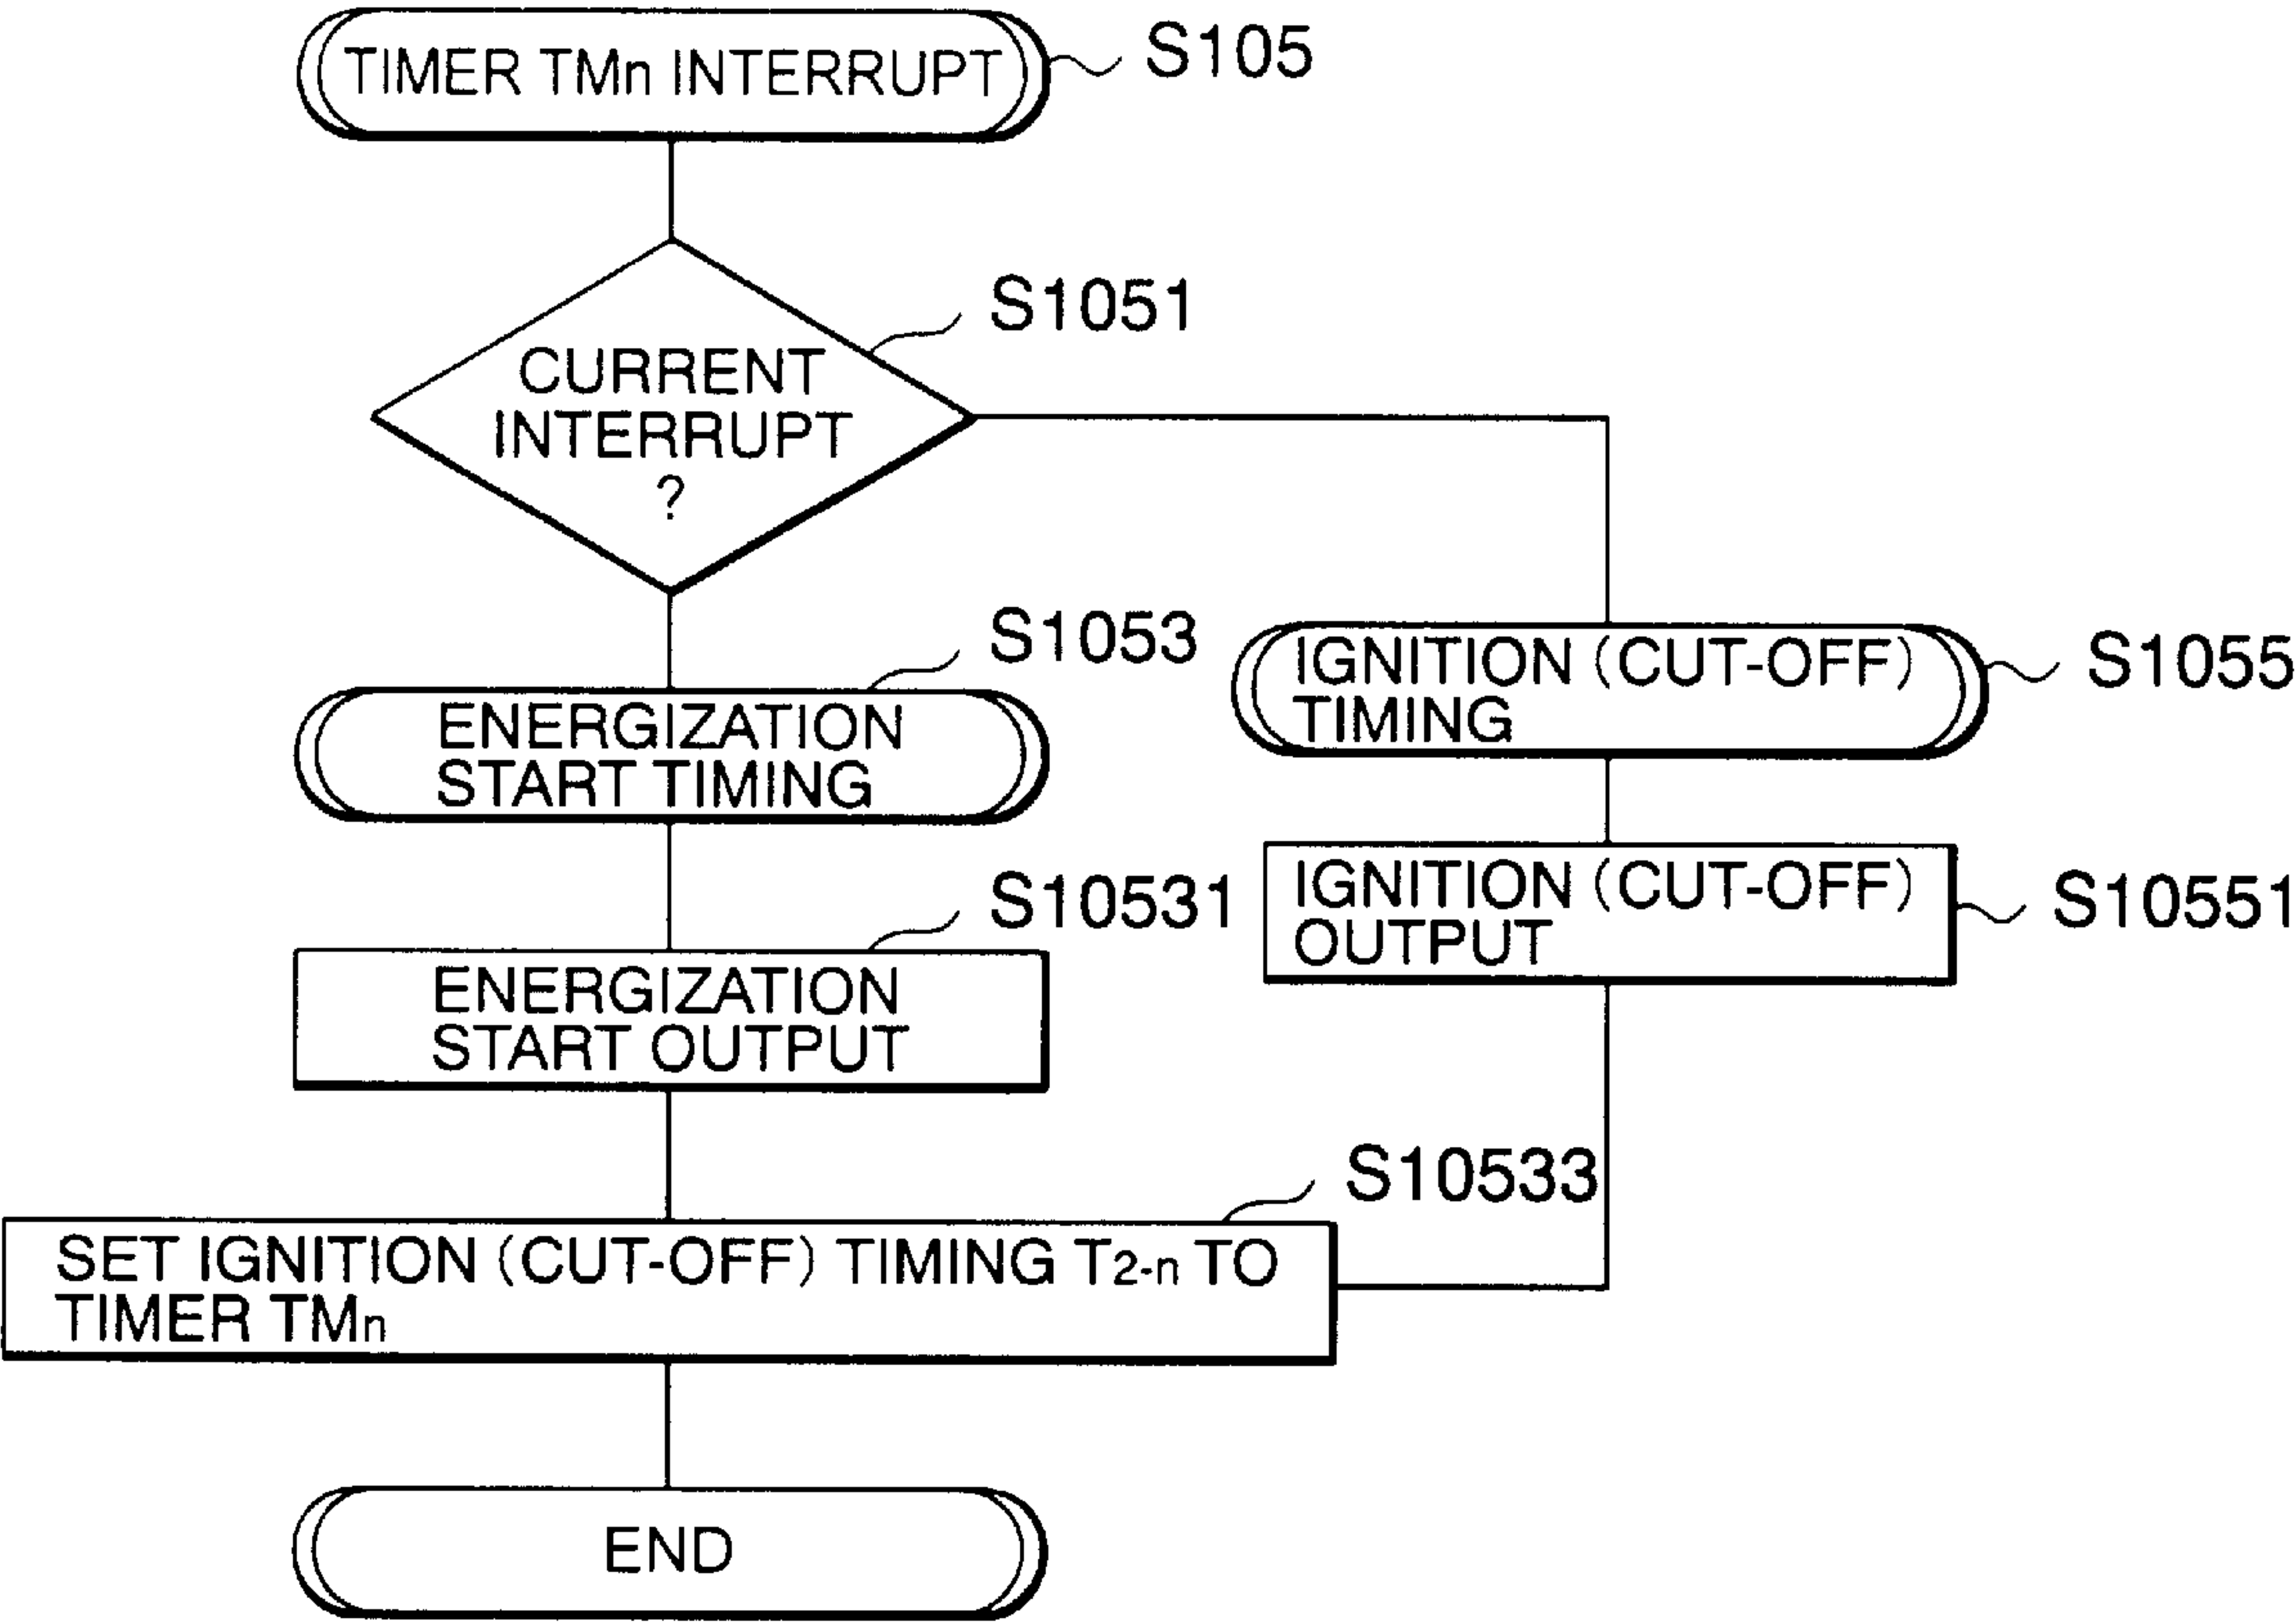 TIMER TMn INTERRUPT
S105
S1051
CURRENT
INTERRUPT
?
S1053
ENERGIZATION
START TIMING
IGNITION (CUT-OFF)
TIMING
S1055
S10531
ENERGIZATION
START OUTPUT
IGNITION (CUT-OFF)
OUTPUT
S10551
S10533
SET IGNITION (CUT-OFF) TIMING T2-n TO
TIMER TMn
END